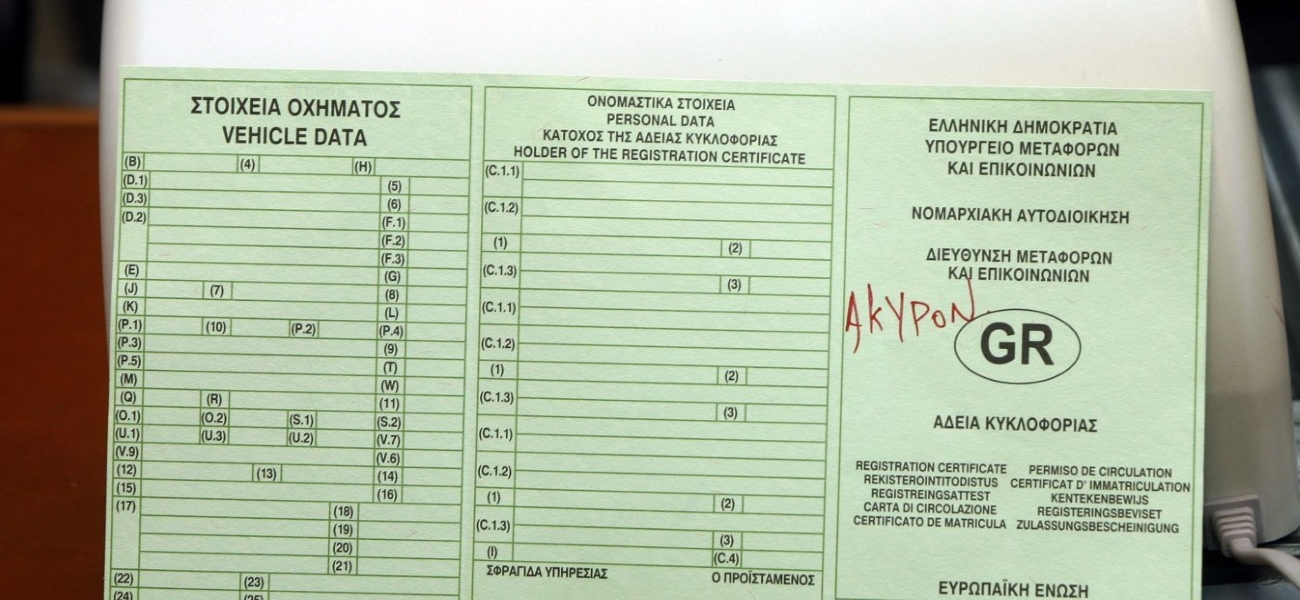 ΣΤΟΙΧΕΙΑ ΟΧΗΜΑΤΟΣ
VEHICLE DATA
(B) (4) (H)
(D.1) (5)
(D.3) (6)
(D.2) (F.1)
(F.2)
(F.3)
(E) (G)
(J) (7) (8)
(K) (L)
(P.1) (10) (P.2) (P.4)
(P.3) (9)
(P.5) (T)
(M) (W)
(Q) (R) (11)
(O.1) (O.2) (S.1) (S.2)
(U.1) (U.3) (U.2) (V.7)
(V.9) (V.6)
(12) (13) (14)
(15) (16)
(17) (18)
(19)
(20)
(21)
(22) (23)
(24) (25)
ΟΝΟΜΑΣΤΙΚΑ ΣΤΟΙΧΕΙΑ
PERSONAL DATA
ΚΑΤΟΧΟΣ ΤΗΣ ΑΔΕΙΑΣ ΚΥΚΛΟΦΟΡΙΑΣ
HOLDER OF THE REGISTRATION CERTIFICATE
(C.1.1)
(C.1.2)
(1) (2)
(C.1.3)
(3)
(C.1.1)
(C.1.2)
(1) (2)
(C.1.3)
(3)
(C.1.1)
(C.1.2)
(1) (2)
(C.1.3)
(3)
(I) (C.4)
ΣΦΡΑΓΙΔΑ ΥΠΗΡΕΣΙΑΣ Ο ΠΡΟΪΣΤΑΜΕΝΟΣ
ΕΛΛΗΝΙΚΗ ΔΗΜΟΚΡΑΤΙΑ
ΥΠΟΥΡΓΕΙΟ ΜΕΤΑΦΟΡΩΝ
ΚΑΙ ΕΠΙΚΟΙΝΩΝΙΩΝ
ΝΟΜΑΡΧΙΑΚΗ ΑΥΤΟΔΙΟΙΚΗΣΗ
ΔΙΕΥΘΥΝΣΗ ΜΕΤΑΦΟΡΩΝ
ΚΑΙ ΕΠΙΚΟΙΝΩΝΙΩΝ
ΑΚΥΡΟΝ
GR
ΑΔΕΙΑ ΚΥΚΛΟΦΟΡΙΑΣ
REGISTRATION CERTIFICATE PERMISO DE CIRCULATION
REKISTEROINTITODISTUS CERTIFICAT D' IMMATRICULATION
REGISTREINGSATTEST KENTEKENBEWIJS
CARTA DI CIRCOLAZIONE REGISTERINGSBEVISET
CERTIFICATO DE MATRICULA ZULASSUNGSBESCHEINIGUNG
ΕΥΡΩΠΑΪΚΗ ΕΝΩΣΗ